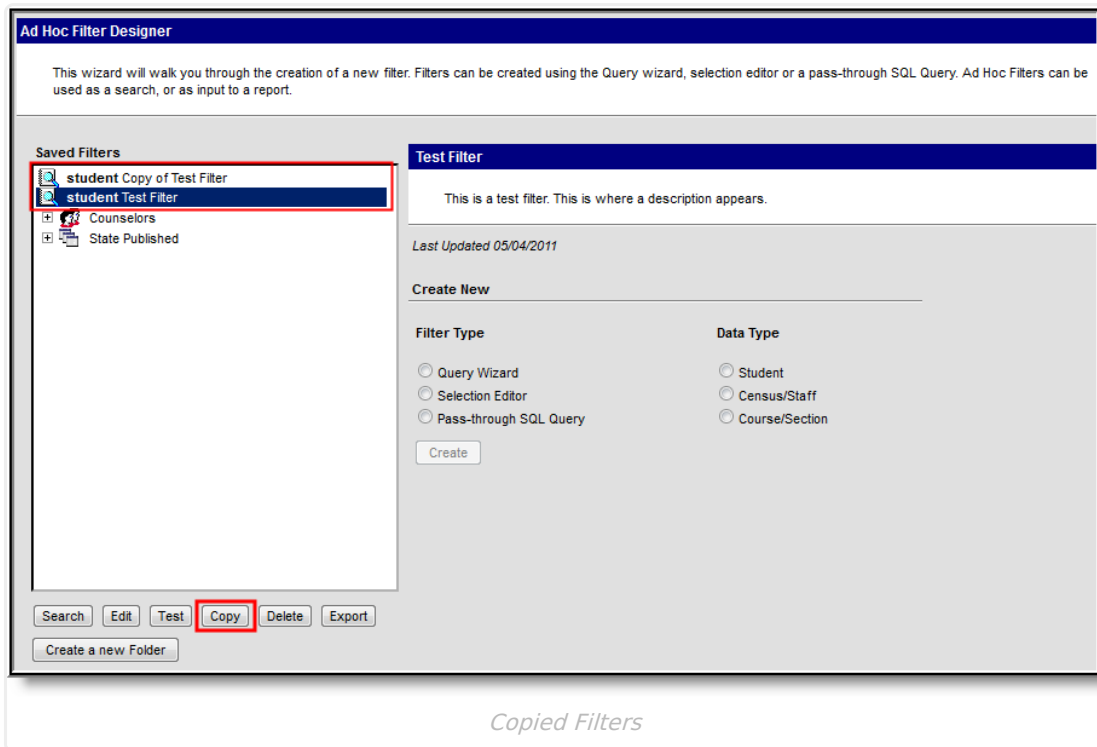 Ad Hoc Filter Designer
This wizard will walk you through the creation of a new filter. Filters can be created using the Query wizard, selection editor or a pass-through SQL Query. Ad Hoc Filters can be
used as a search, or as input to a report.
Saved Filters
student Copy of Test Filter
student Test Filter
Counselors
State Published
Search Edit Test Copy Delete Export
Create a new Folder
Test Filter
This is a test filter. This is where a description appears.
Last Updated 05/04/2011
Create New
Filter Type
Query Wizard
Selection Editor
Pass-through SQL Query
Create
Data Type
Student
Census/Staff
Course/Section
Copied Filters